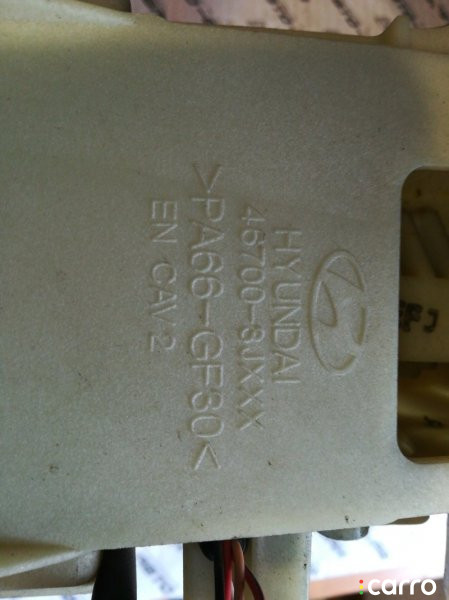 HYUNDAI
46700-3JXXX
>PA66-GF30<
EN CAV 2
carro